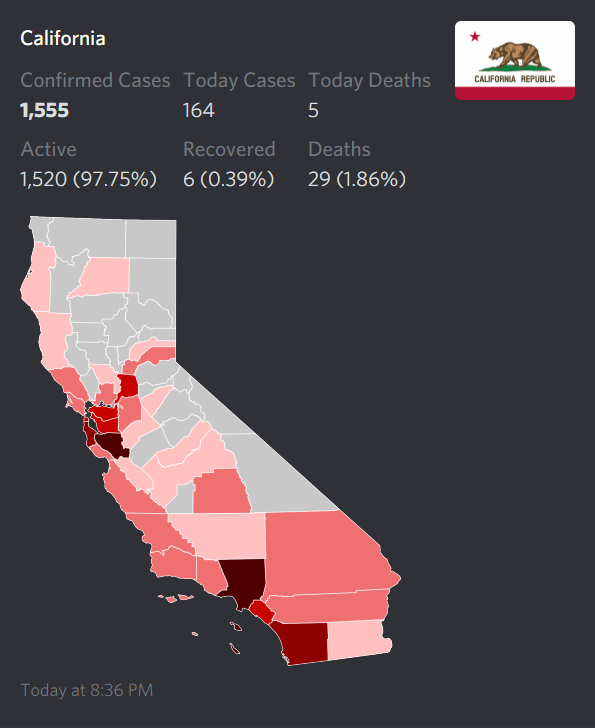 California
CALIFORNIA REPUBLIC
Confirmed Cases Today Cases Today Deaths
1,555 164 5
Active Recovered Deaths
1,520 (97.75%) 6 (0.39%) 29 (1.86%)
Today at 8:36 PM